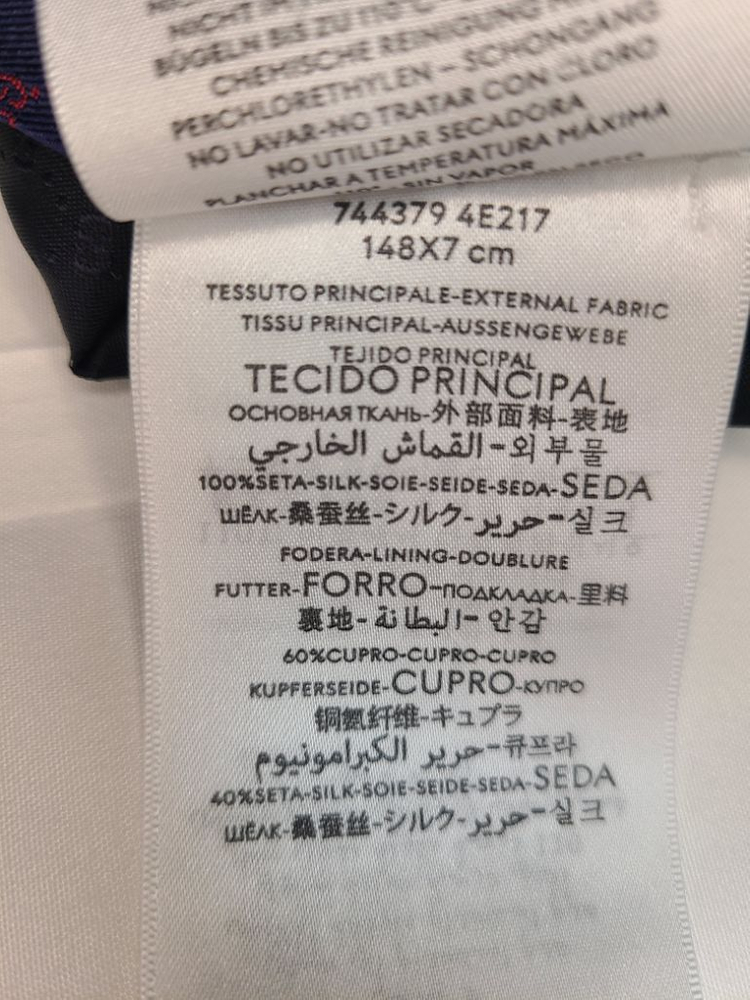 NICHT IM
BÜGELN BIS ZU 110°C
CHEMISCHE REINIGUNG
PERCHLORETHYLEN – SCHONGANG
NO LAVAR-NO TRATAR CON CLORO
NO UTILIZAR SECADORA
PLANCHAR A TEMPERATURA MÁXIMA
SIN VAPOR
744379 4E217
148X7 cm
TESSUTO PRINCIPALE-EXTERNAL FABRIC
TISSU PRINCIPAL-AUSSENGEWEBE
TEJIDO PRINCIPAL
TECIDO PRINCIPAL
ОСНОВНАЯ ТКАНЬ-外部面料-表地
القماش الخارجي-외부물
100%SETA-SILK-SOIE-SEIDE-SEDA-SEDA
ШЁЛК-桑蚕丝-シルク-حرير-실크
FODERA-LINING-DOUBLURE
FUTTER-FORRO-ПОДКЛАДКА-里料
裏地-البطانة-안감
60%CUPRO-CUPRO-CUPRO
KUPFERSEIDE-CUPRO-КУПРО
铜氨纤维-キュプラ
حرير الكبرامونيوم-큐프라
40%SETA-SILK-SOIE-SEIDE-SEDA-SEDA
ШЁЛК-桑蚕丝-シルク-حرير-실크